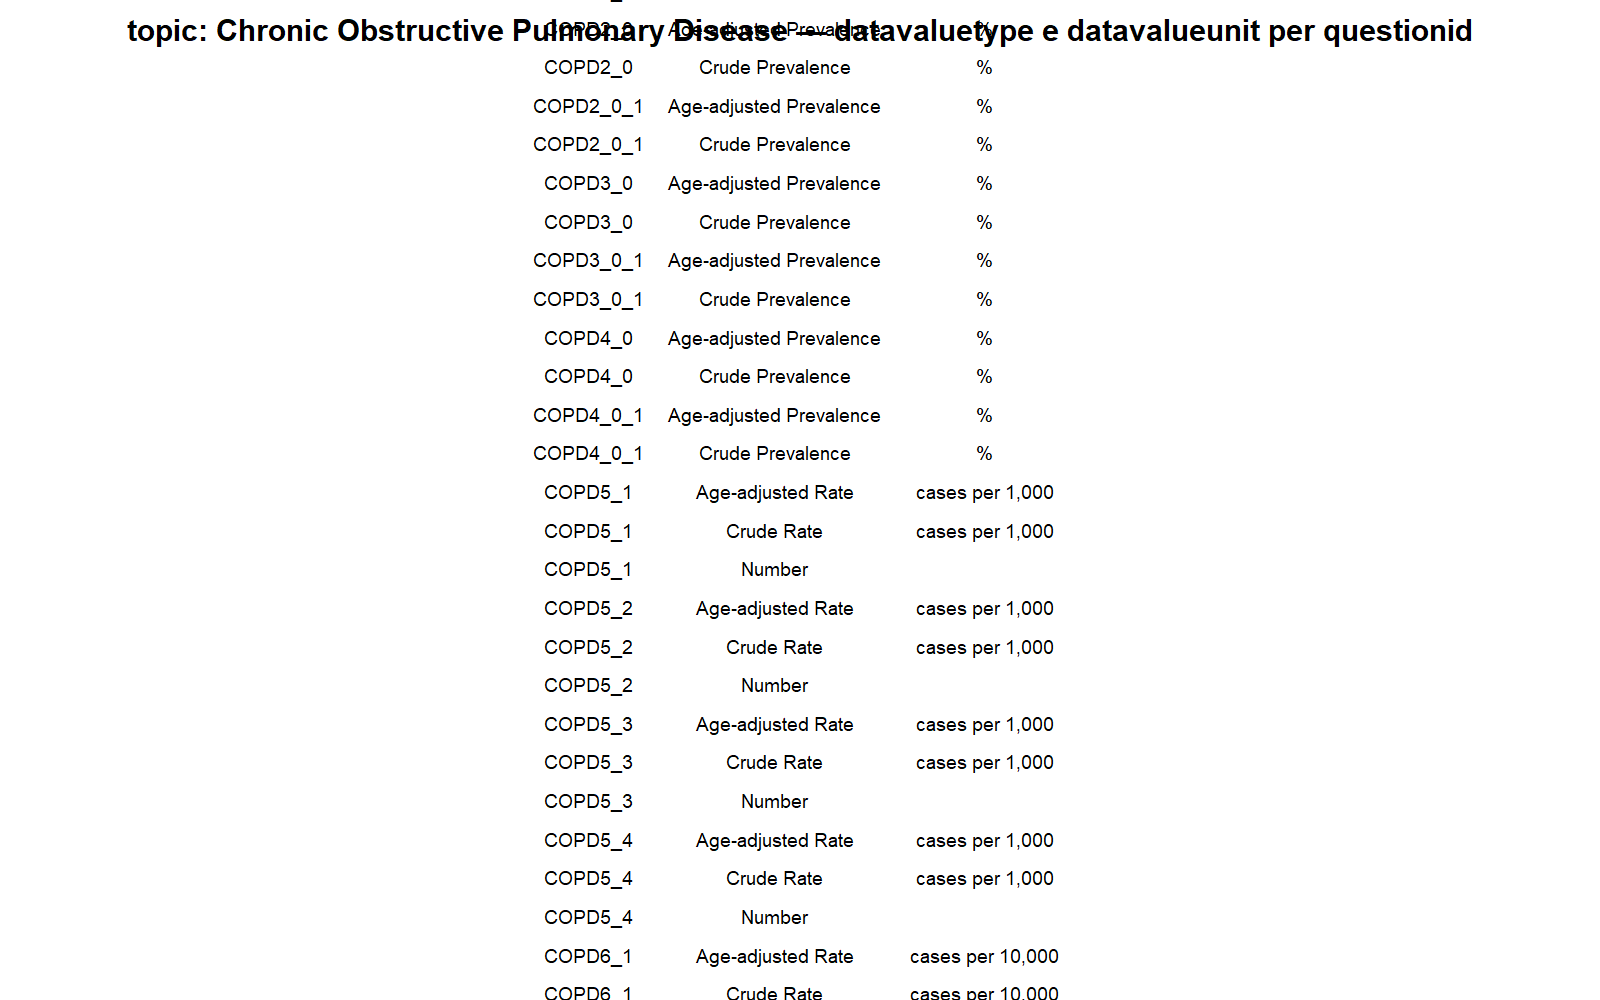 topic: Chronic Obstructive Pulmonary Disease — datavaluetype e datavalueunit per questionid
COPD2_0 Age-adjusted Prevalence %
COPD2_0 Crude Prevalence %
COPD2_0_1 Age-adjusted Prevalence %
COPD2_0_1 Crude Prevalence %
COPD3_0 Age-adjusted Prevalence %
COPD3_0 Crude Prevalence %
COPD3_0_1 Age-adjusted Prevalence %
COPD3_0_1 Crude Prevalence %
COPD4_0 Age-adjusted Prevalence %
COPD4_0 Crude Prevalence %
COPD4_0_1 Age-adjusted Prevalence %
COPD4_0_1 Crude Prevalence %
COPD5_1 Age-adjusted Rate cases per 1,000
COPD5_1 Crude Rate cases per 1,000
COPD5_1 Number
COPD5_2 Age-adjusted Rate cases per 1,000
COPD5_2 Crude Rate cases per 1,000
COPD5_2 Number
COPD5_3 Age-adjusted Rate cases per 1,000
COPD5_3 Crude Rate cases per 1,000
COPD5_3 Number
COPD5_4 Age-adjusted Rate cases per 1,000
COPD5_4 Crude Rate cases per 1,000
COPD5_4 Number
COPD6_1 Age-adjusted Rate cases per 10,000
COPD6_1 Crude Rate cases per 10,000